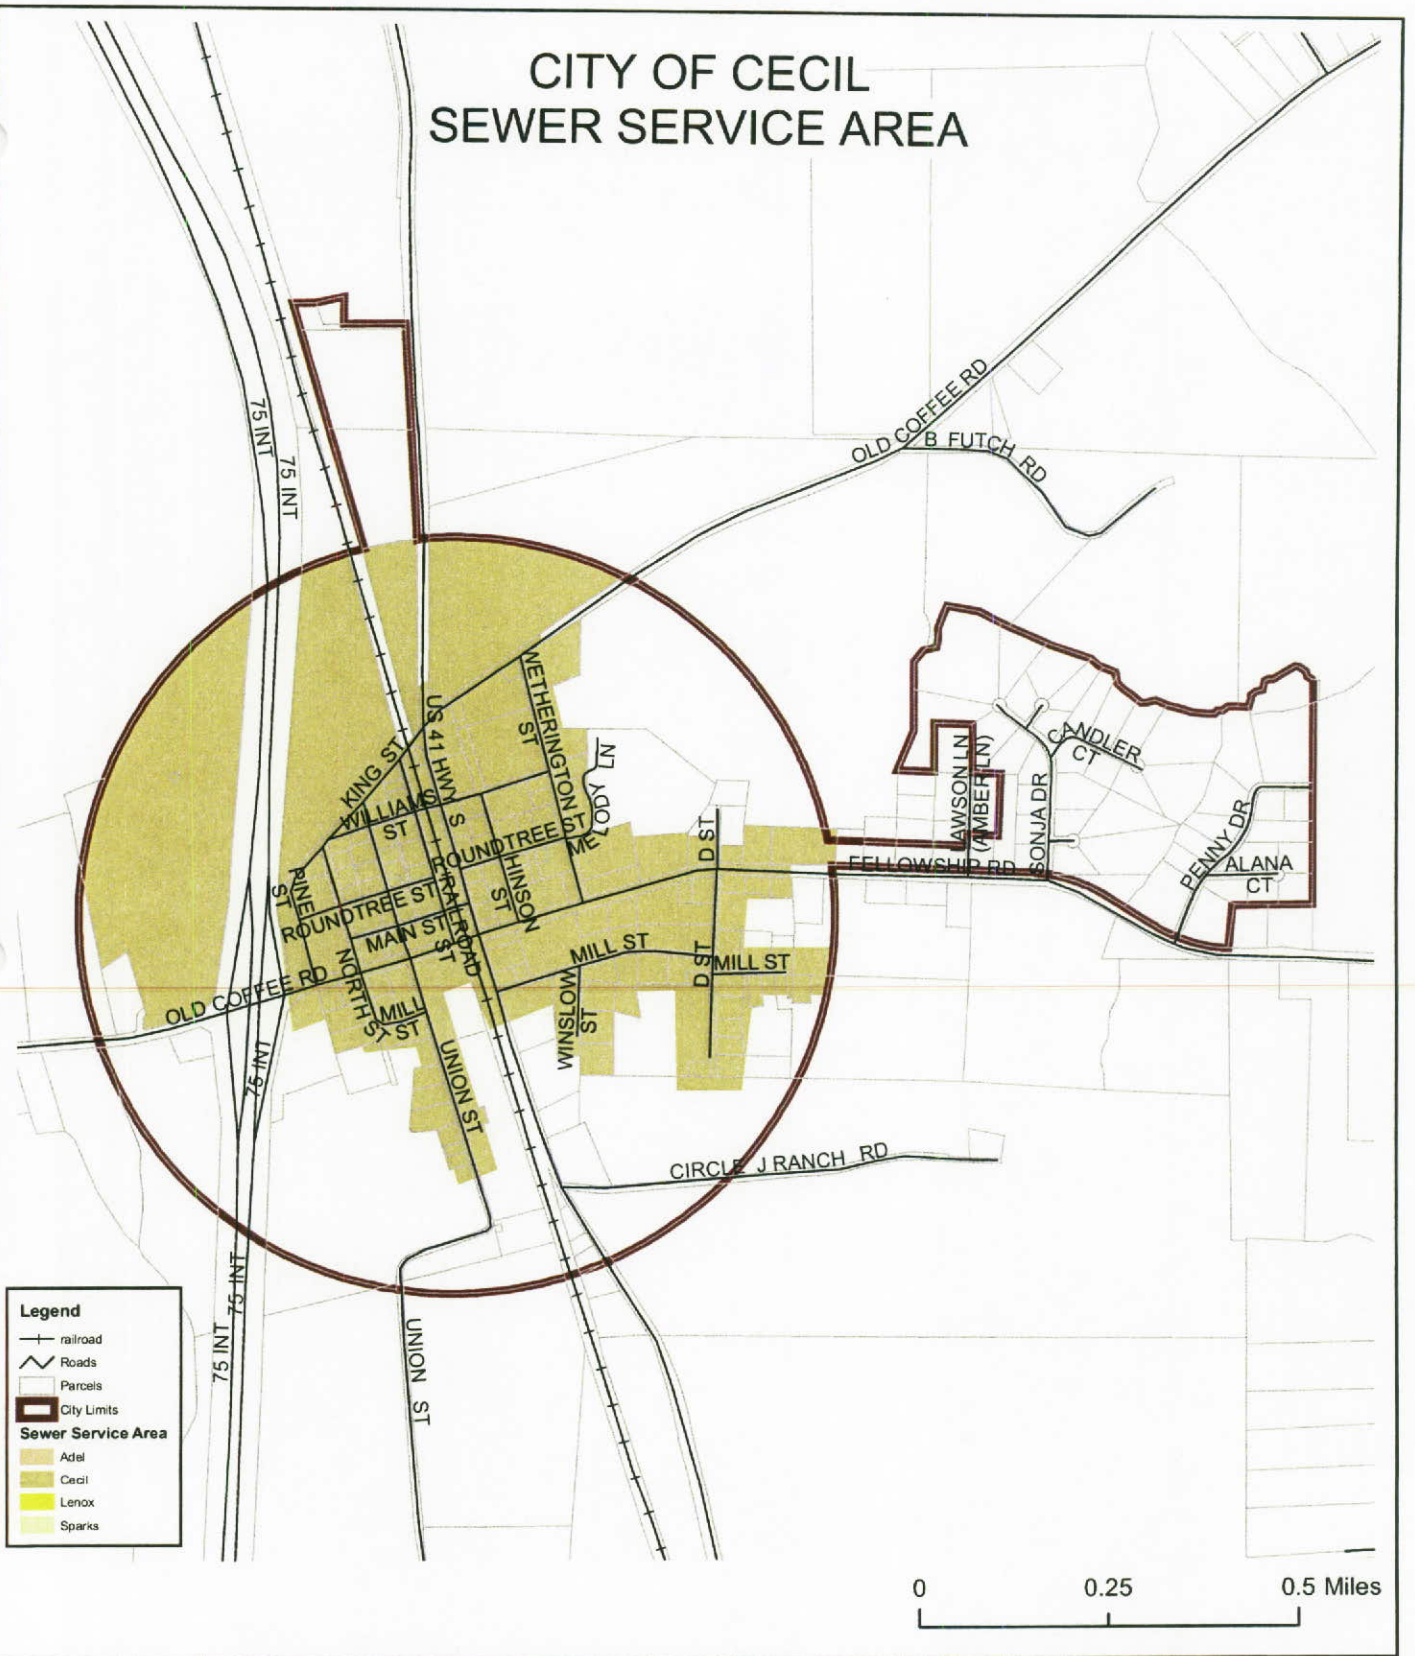 CITY OF CECIL
SEWER SERVICE AREA
75 INT
75 INT
OLD COFFEE RD
B FUTCH RD
WETHERINGTON
ST
US 41 HWY S
KING ST
WILLIAMS
ST
MELODY LN
ROUNDTREE ST
HINSON
ST
D ST
LAWSON LN
(AMBER LN)
SONJA DR
CANDLER
CT
PENNY DR
ALANA
CT
FELLOWSHIP RD
PINE
ST
ROUNDTREE ST
MAIN ST
RAILROAD
ST
NORTH ST
MILL
ST
OLD COFFEE RD
MILL ST
D ST
MILL ST
WINSLOW
ST
75 INT
UNION ST
CIRCLE J RANCH RD
75 INT
75 INT
UNION ST
Legend
railroad
Roads
Parcels
City Limits
Sewer Service Area
Adel
Cecil
Lenox
Sparks
0 0.25 0.5 Miles